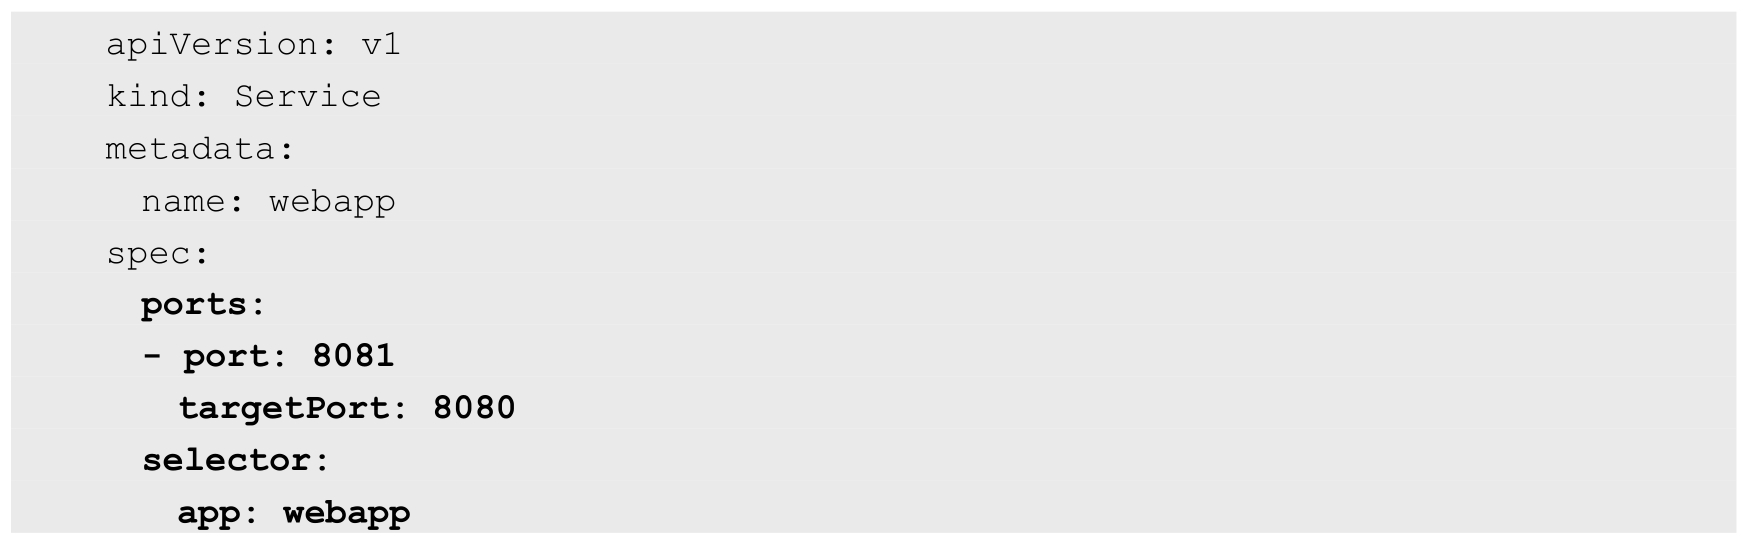 apiVersion: v1
kind: Service
metadata:
  name: webapp
spec:
  ports:
  - port: 8081
    targetPort: 8080
  selector:
    app: webapp